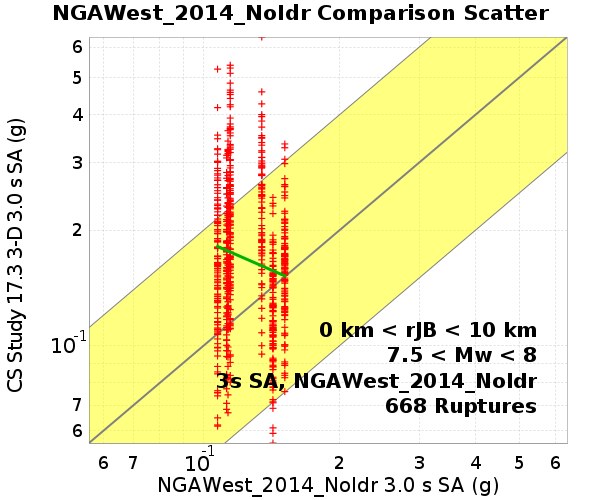 NGAWest_2014_NoIdr Comparison Scatter
CS Study 17.3 3-D 3.0 s SA (g)
6
5
4
3
2
10-1
7
6
0 km < rJB < 10 km
7.5 < Mw < 8
3s SA, NGAWest_2014_NoIdr
668 Ruptures
6 7 10-1 2 3 4 5 6
NGAWest_2014_NoIdr 3.0 s SA (g)